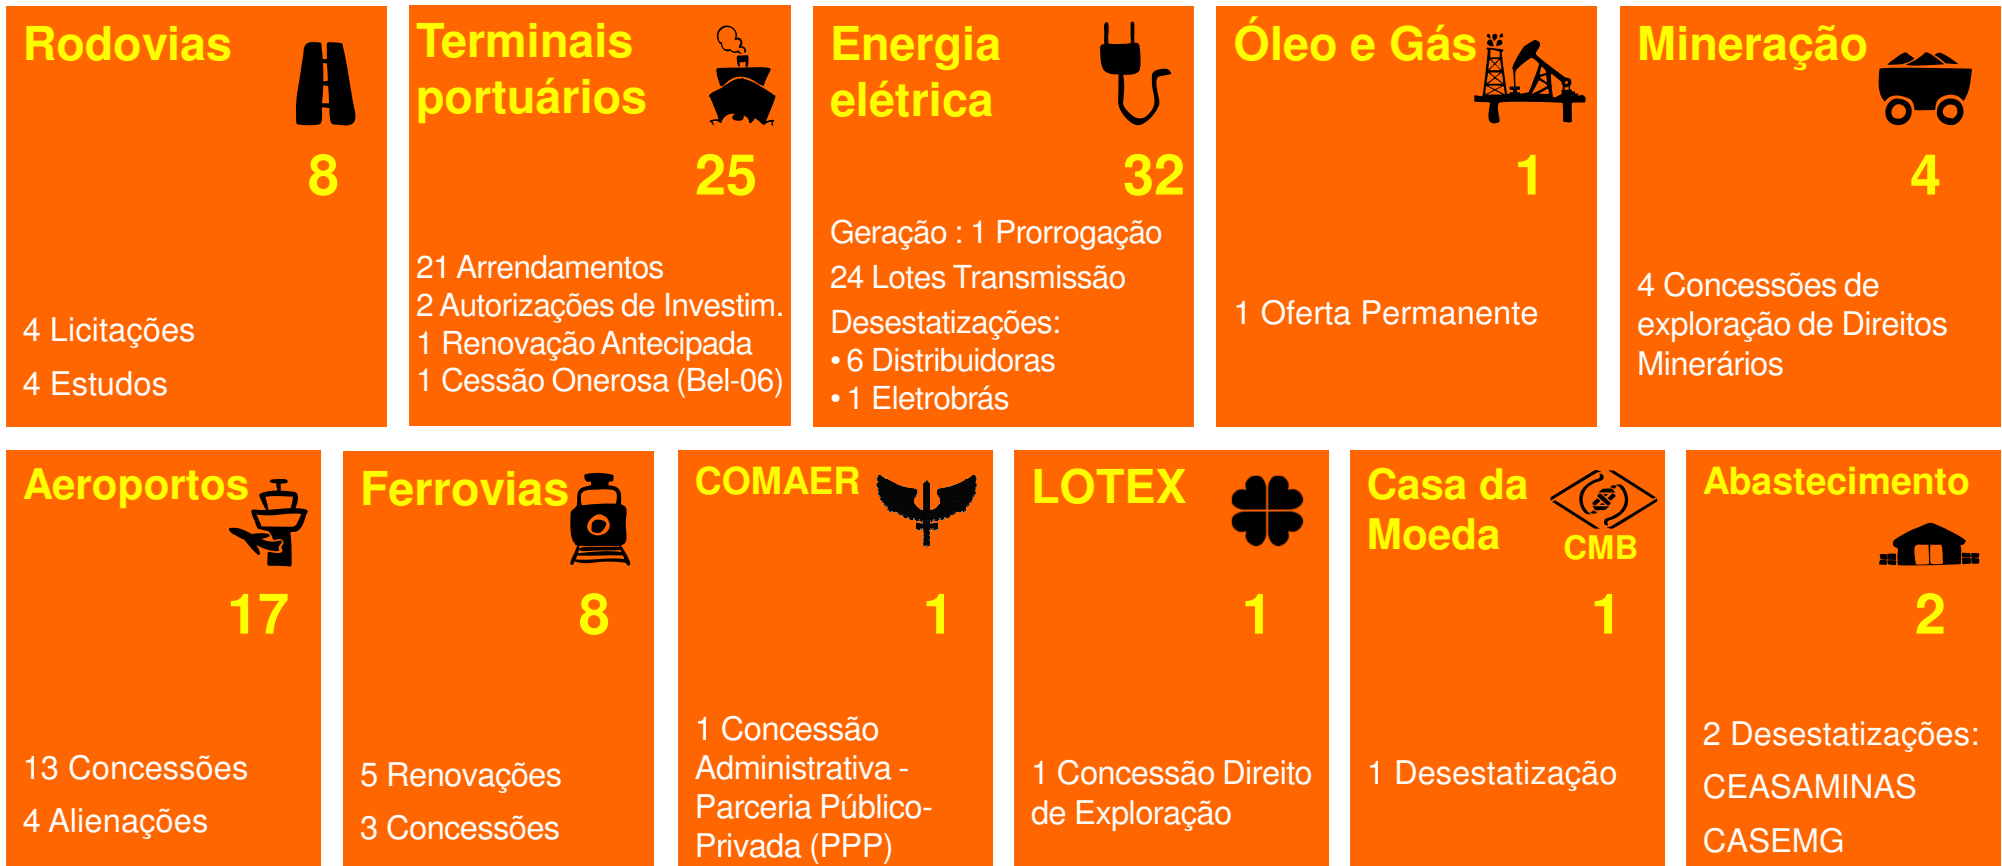 Rodovias
8
4 Licitações
4 Estudos
Terminais
portuários
25
21 Arrendamentos
2 Autorizações de Investim.
1 Renovação Antecipada
1 Cessão Onerosa (Bel-06)
Energia
elétrica
32
Geração : 1 Prorrogação
24 Lotes Transmissão
Desestatizações:
• 6 Distribuidoras
• 1 Eletrobrás
Óleo e Gás
1
1 Oferta Permanente
Mineração
4
4 Concessões de
exploração de Direitos
Minerários
Aeroportos
17
13 Concessões
4 Alienações
Ferrovias
8
5 Renovações
3 Concessões
COMAER
1
1 Concessão
Administrativa -
Parceria Público-
Privada (PPP)
LOTEX
1
1 Concessão Direito
de Exploração
Casa da
Moeda
CMB
1
1 Desestatização
Abastecimento
2
2 Desestatizações:
CEASAMINAS
CASEMG